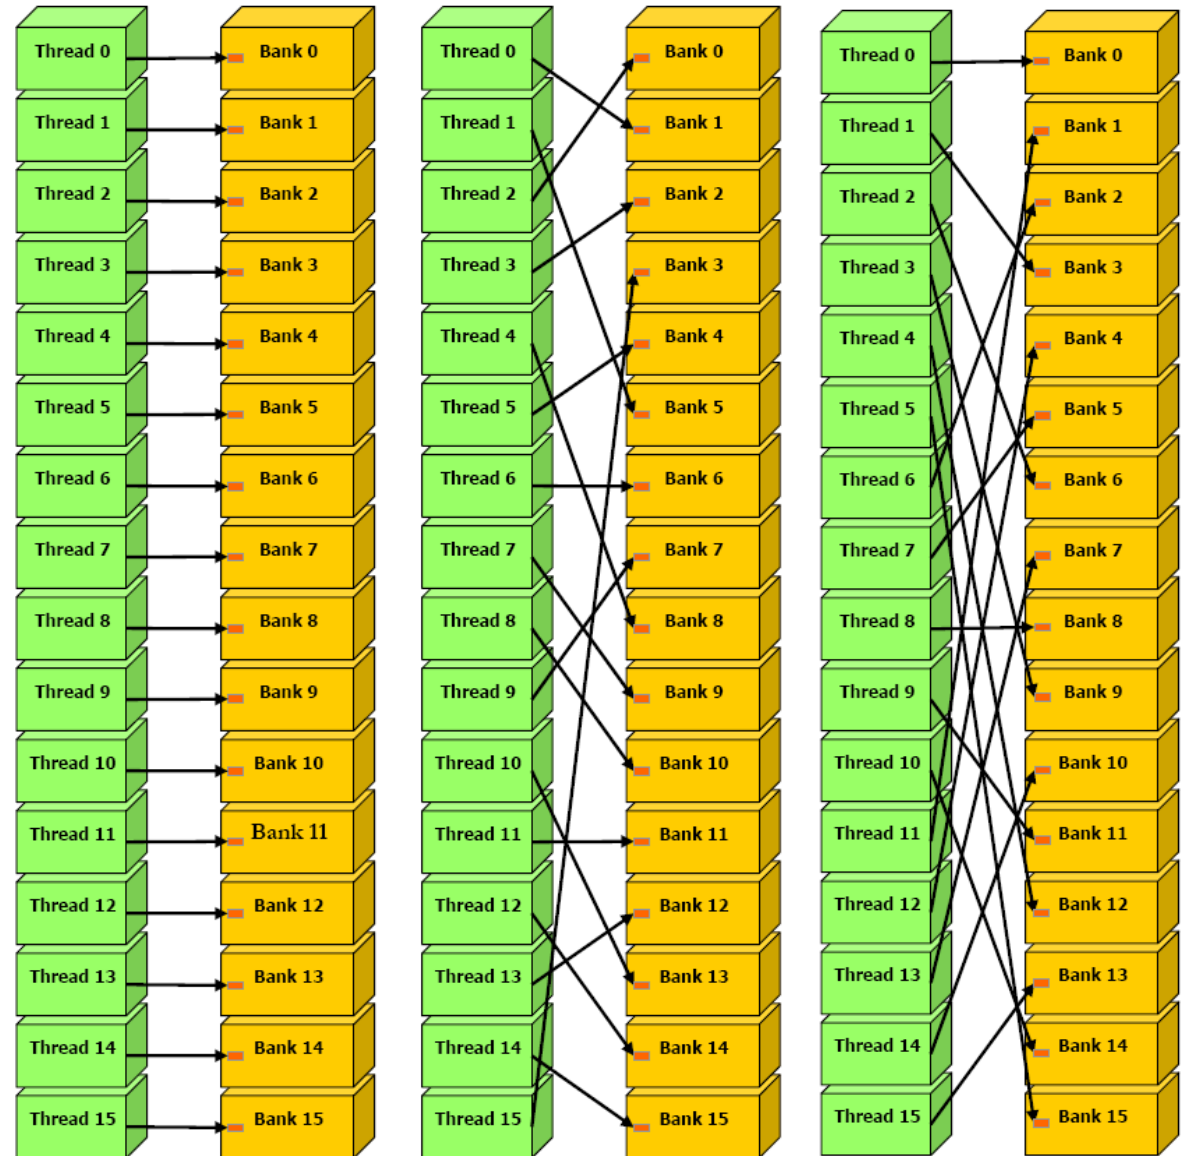 Thread 0 Bank 0 Thread 0 Bank 0 Thread 0 Bank 0
Thread 1 Bank 1 Thread 1 Bank 1 Thread 1 Bank 1
Thread 2 Bank 2 Thread 2 Bank 2 Thread 2 Bank 2
Thread 3 Bank 3 Thread 3 Bank 3 Thread 3 Bank 3
Thread 4 Bank 4 Thread 4 Bank 4 Thread 4 Bank 4
Thread 5 Bank 5 Thread 5 Bank 5 Thread 5 Bank 5
Thread 6 Bank 6 Thread 6 Bank 6 Thread 6 Bank 6
Thread 7 Bank 7 Thread 7 Bank 7 Thread 7 Bank 7
Thread 8 Bank 8 Thread 8 Bank 8 Thread 8 Bank 8
Thread 9 Bank 9 Thread 9 Bank 9 Thread 9 Bank 9
Thread 10 Bank 10 Thread 10 Bank 10 Thread 10 Bank 10
Thread 11 Bank 11 Thread 11 Bank 11 Thread 11 Bank 11
Thread 12 Bank 12 Thread 12 Bank 12 Thread 12 Bank 12
Thread 13 Bank 13 Thread 13 Bank 13 Thread 13 Bank 13
Thread 14 Bank 14 Thread 14 Bank 14 Thread 14 Bank 14
Thread 15 Bank 15 Thread 15 Bank 15 Thread 15 Bank 15